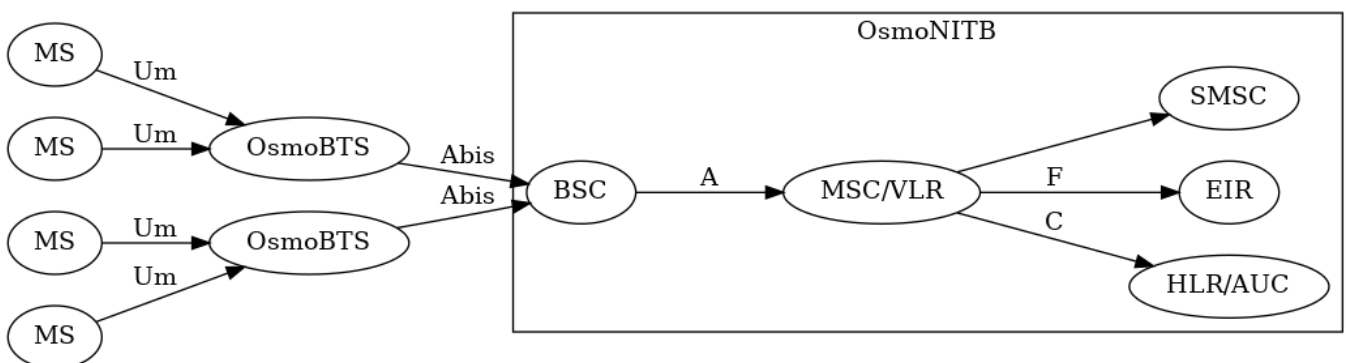 OsmoNITB
MS
Um
SMSC
MS
Um
OsmoBTS
Abis
BSC
A
MSC/VLR
F
EIR
Abis
MS
Um
OsmoBTS
C
Um
HLR/AUC
MS